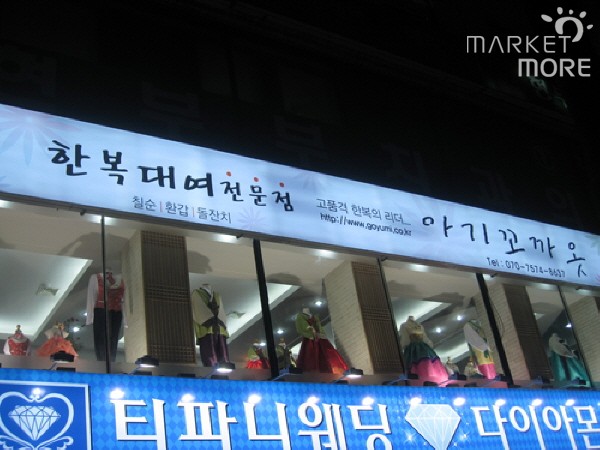 MARKET
MORE
한복대여전문점
칠순|환갑|돌잔치
고품격 한복의 리더...
http://www.goyumi.co.kr
아기꼬까옷
Tel : 070-7574-5637
티파니웨딩 다이아몬